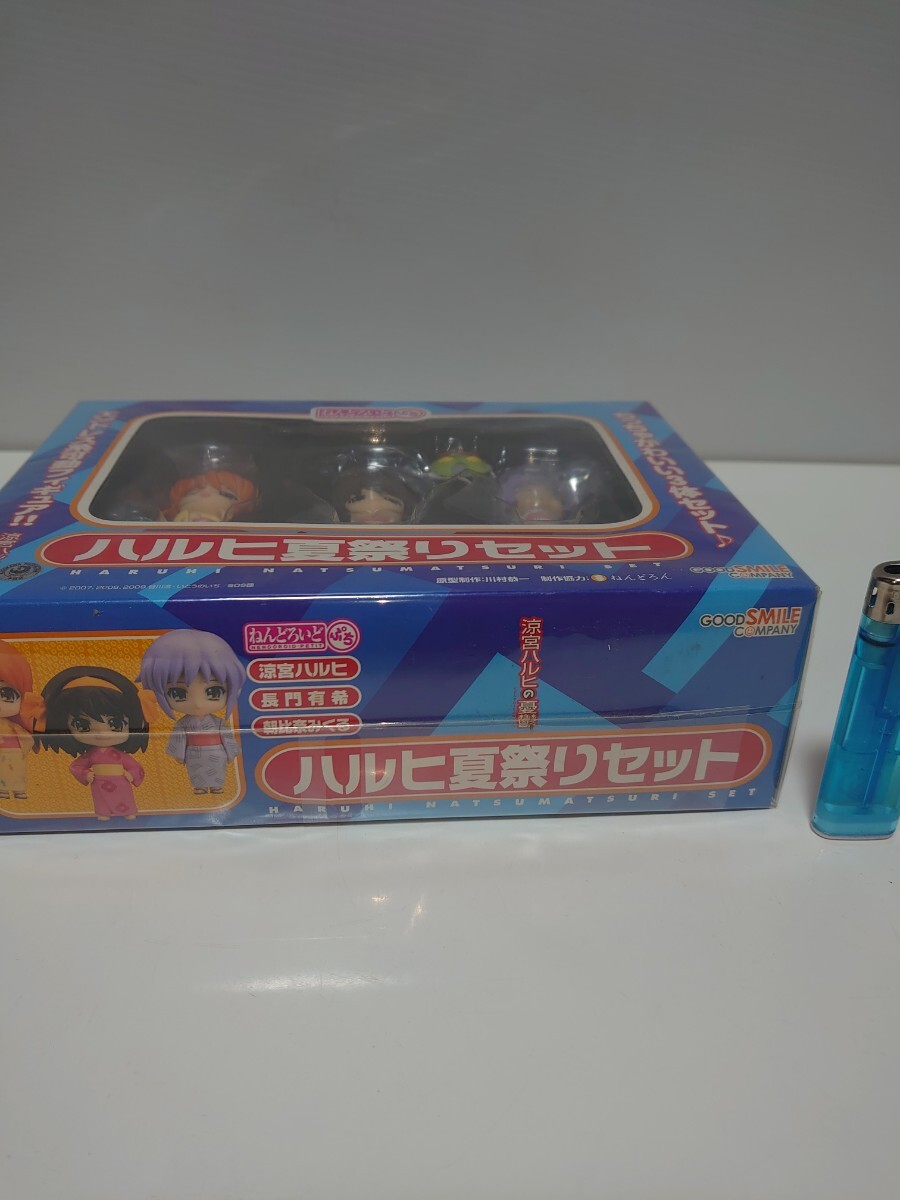 ハルヒ夏祭りセット
HARUHI NATSUMATSURI SET
原型制作:川村恭一 制作協力: ねんどろん
GOOD SMILE
COMPANY
GOOD SMILE
COMPANY
ねんどろいど ぷち
NENDOROID PETIT
涼宮ハルヒ
長門有希
朝比奈みくる
涼宮ハルヒの憂鬱
ハルヒ夏祭りセット
HARUHI NATSUMATSURI SET